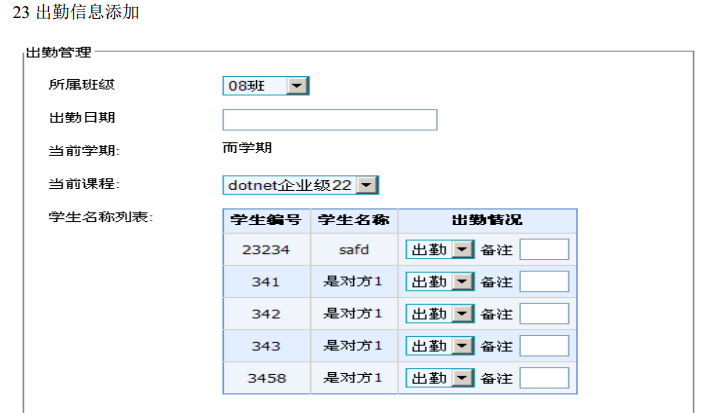 23 出勤信息添加
出勤管理
所属班级 08班
出勤日期
当前学期: 而学期
当前课程: dotnet企业级22
学生名称列表: 学生编号 学生名称 出勤情况
23234 safd 出勤 备注
341 是对方1 出勤 备注
342 是对方1 出勤 备注
343 是对方1 出勤 备注
3458 是对方1 出勤 备注